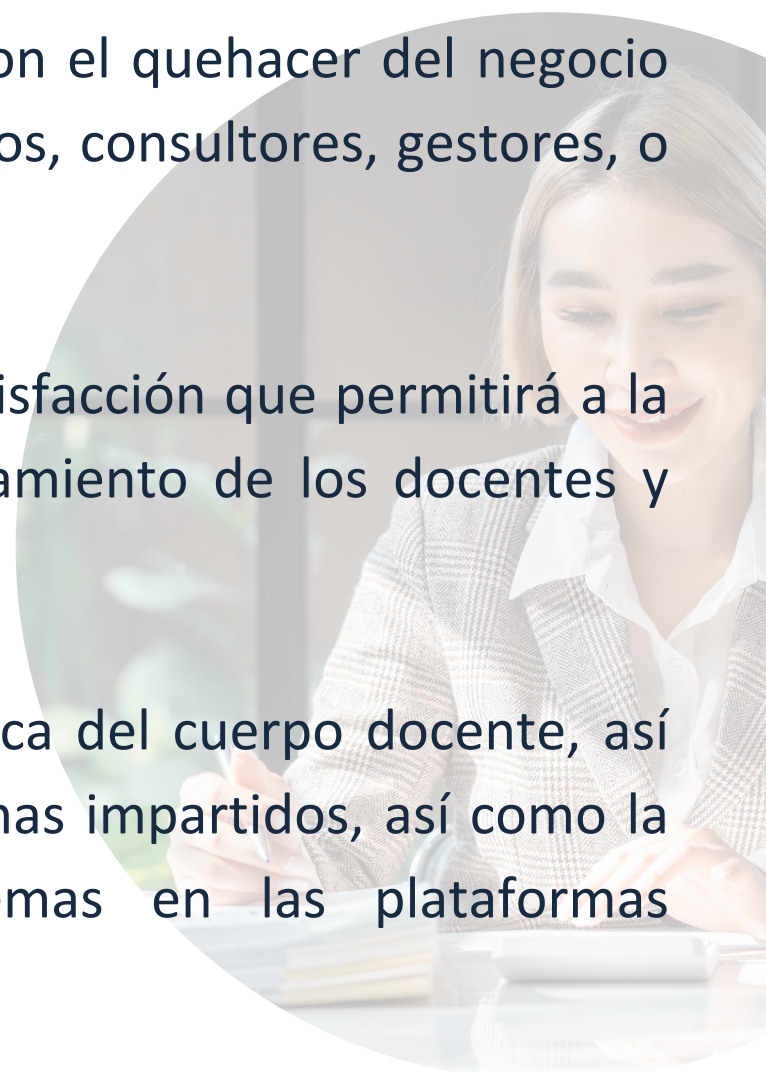 on el quehacer del negocio
os, consultores, gestores, o
isfacción que permitirá a la
amiento de los docentes y
ca del cuerpo docente, así
nas impartidos, así como la
emas en las plataformas